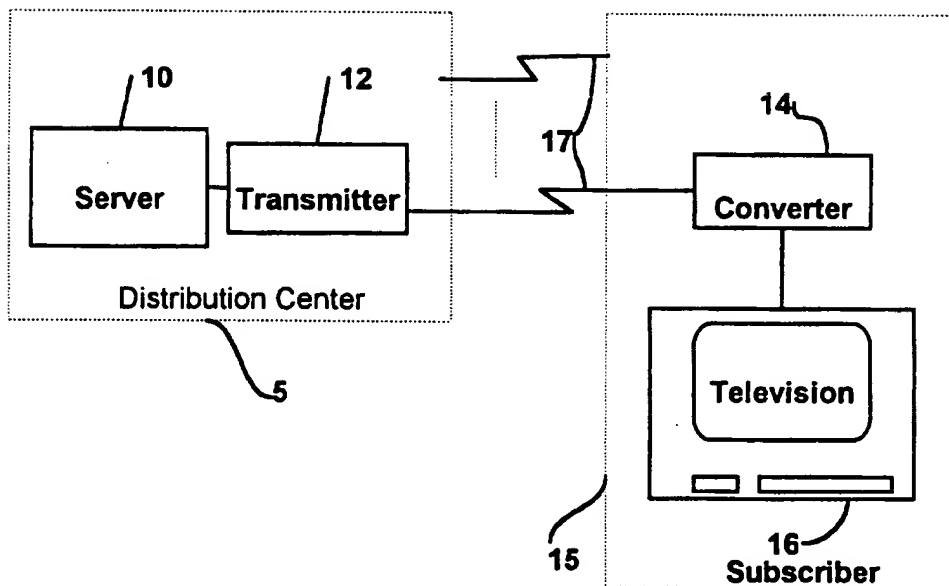 10
12
Server
Transmitter
Distribution Center
5
17
14
Converter
Television
15
16
Subscriber